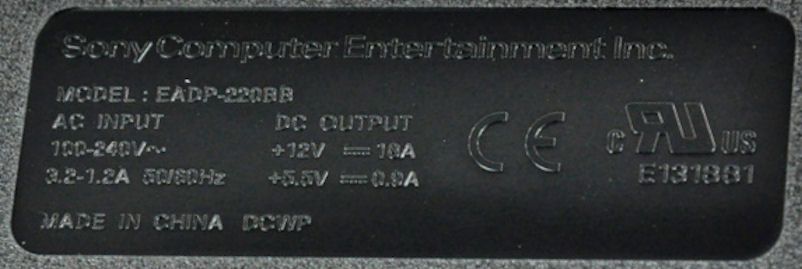 Sony Computer Entertainment Inc.
MODEL : EADP-220BB
AC INPUT DC OUTPUT
100-240V~ +12V ⎓ 18A
3.2-1.2A 50/60Hz +5.5V ⎓ 0.9A
MADE IN CHINA DCWP
CE
C RU US
E131881